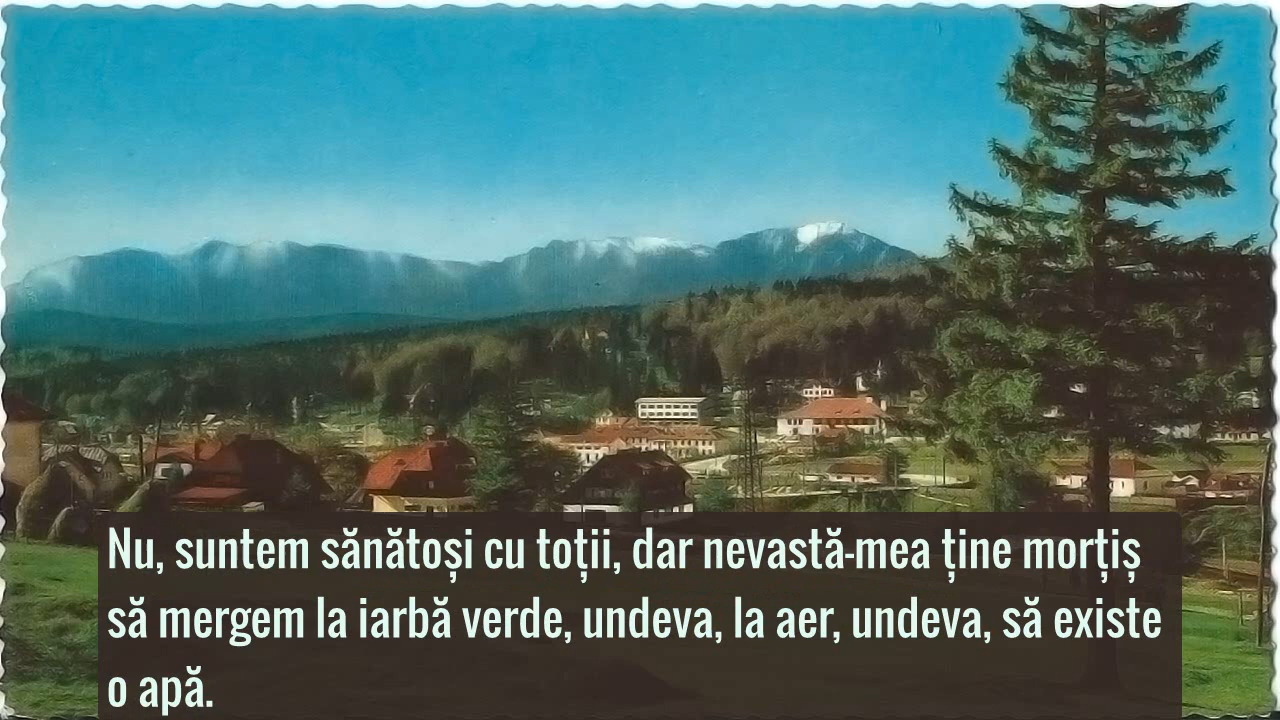 Nu, suntem sănătoși cu toții, dar nevastă-mea ține morțiș
să mergem la iarbă verde, undeva, la aer, undeva, să existe
o apă.